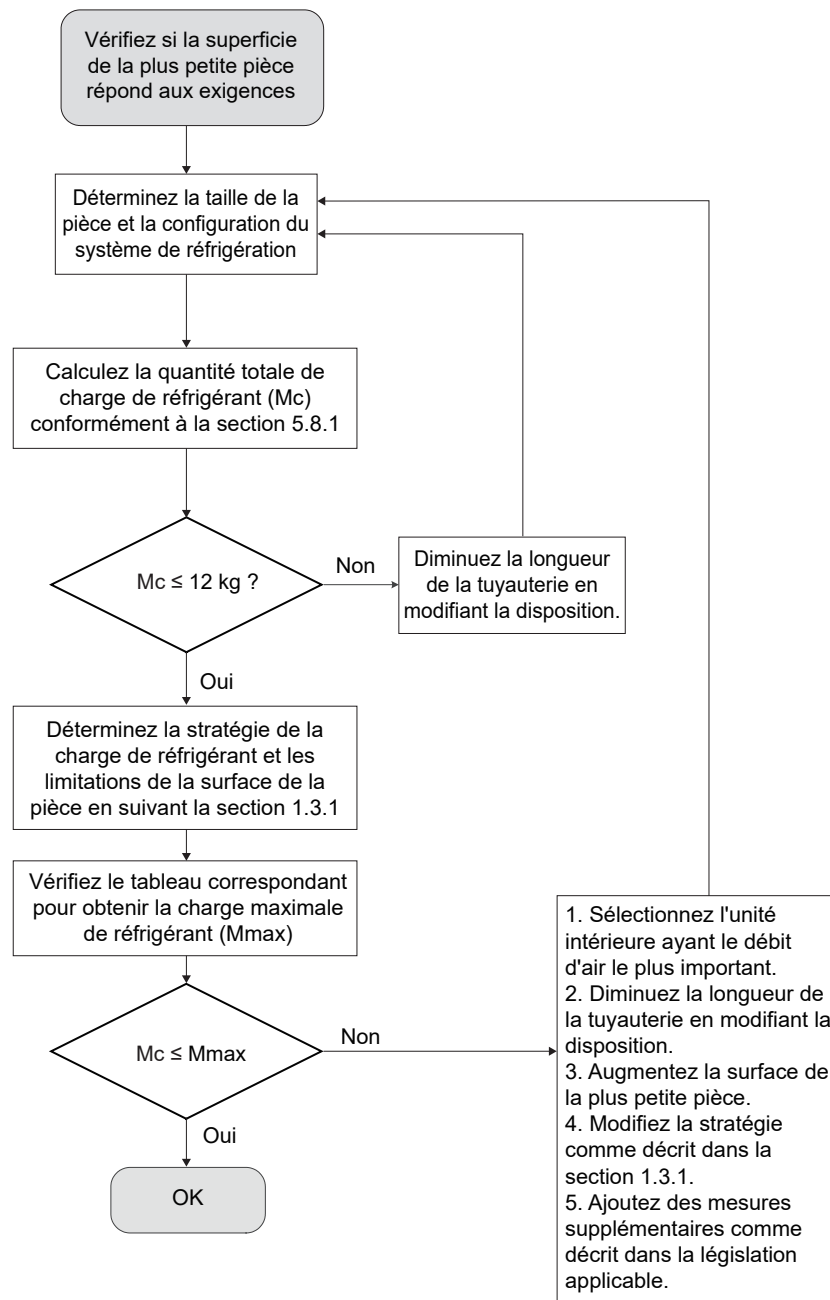 Vérifiez si la superficie
de la plus petite pièce
répond aux exigences
Déterminez la taille de la
pièce et la configuration du
système de réfrigération
Calculez la quantité totale de
charge de réfrigérant (Mc)
conformément à la section 5.8.1
Mc ≤ 12 kg ?
Non
Diminuez la longueur
de la tuyauterie en
modifiant la disposition.
Oui
Déterminez la stratégie de la
charge de réfrigérant et les
limitations de la surface de la
pièce en suivant la section 1.3.1
Vérifiez le tableau correspondant
pour obtenir la charge maximale
de réfrigérant (Mmax)
Mc ≤ Mmax
Non
1. Sélectionnez l'unité
intérieure ayant le débit
d'air le plus important.
2. Diminuez la longueur de
la tuyauterie en modifiant la
disposition.
3. Augmentez la surface de
la plus petite pièce.
4. Modifiez la stratégie
comme décrit dans la
section 1.3.1.
5. Ajoutez des mesures
supplémentaires comme
décrit dans la législation
applicable.
Oui
OK